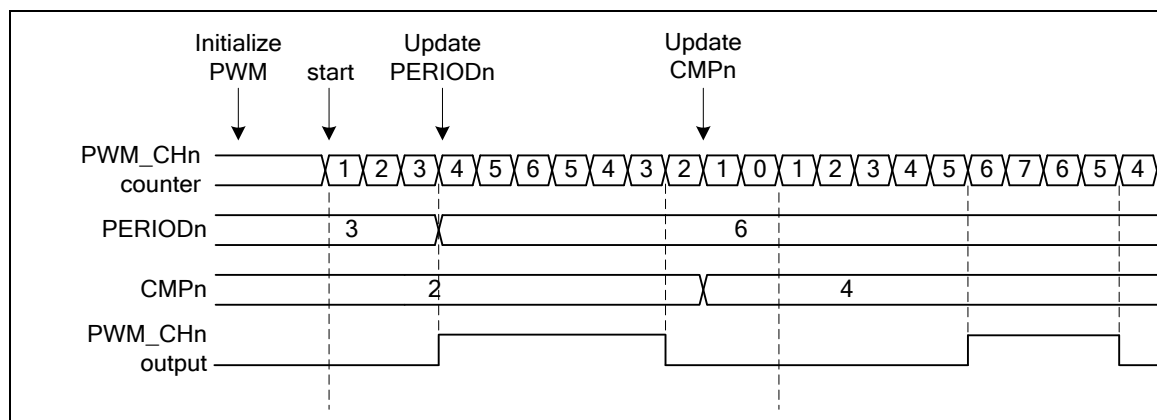 Initialize
PWM
start
Update
PERIODn
Update
CMPn
PWM_CHn
counter
1 2 3 4 5 6 5 4 3 2 1 0 1 2 3 4 5 6 7 6 5 4
PERIODn
3 6
CMPn
2 4
PWM_CHn
output